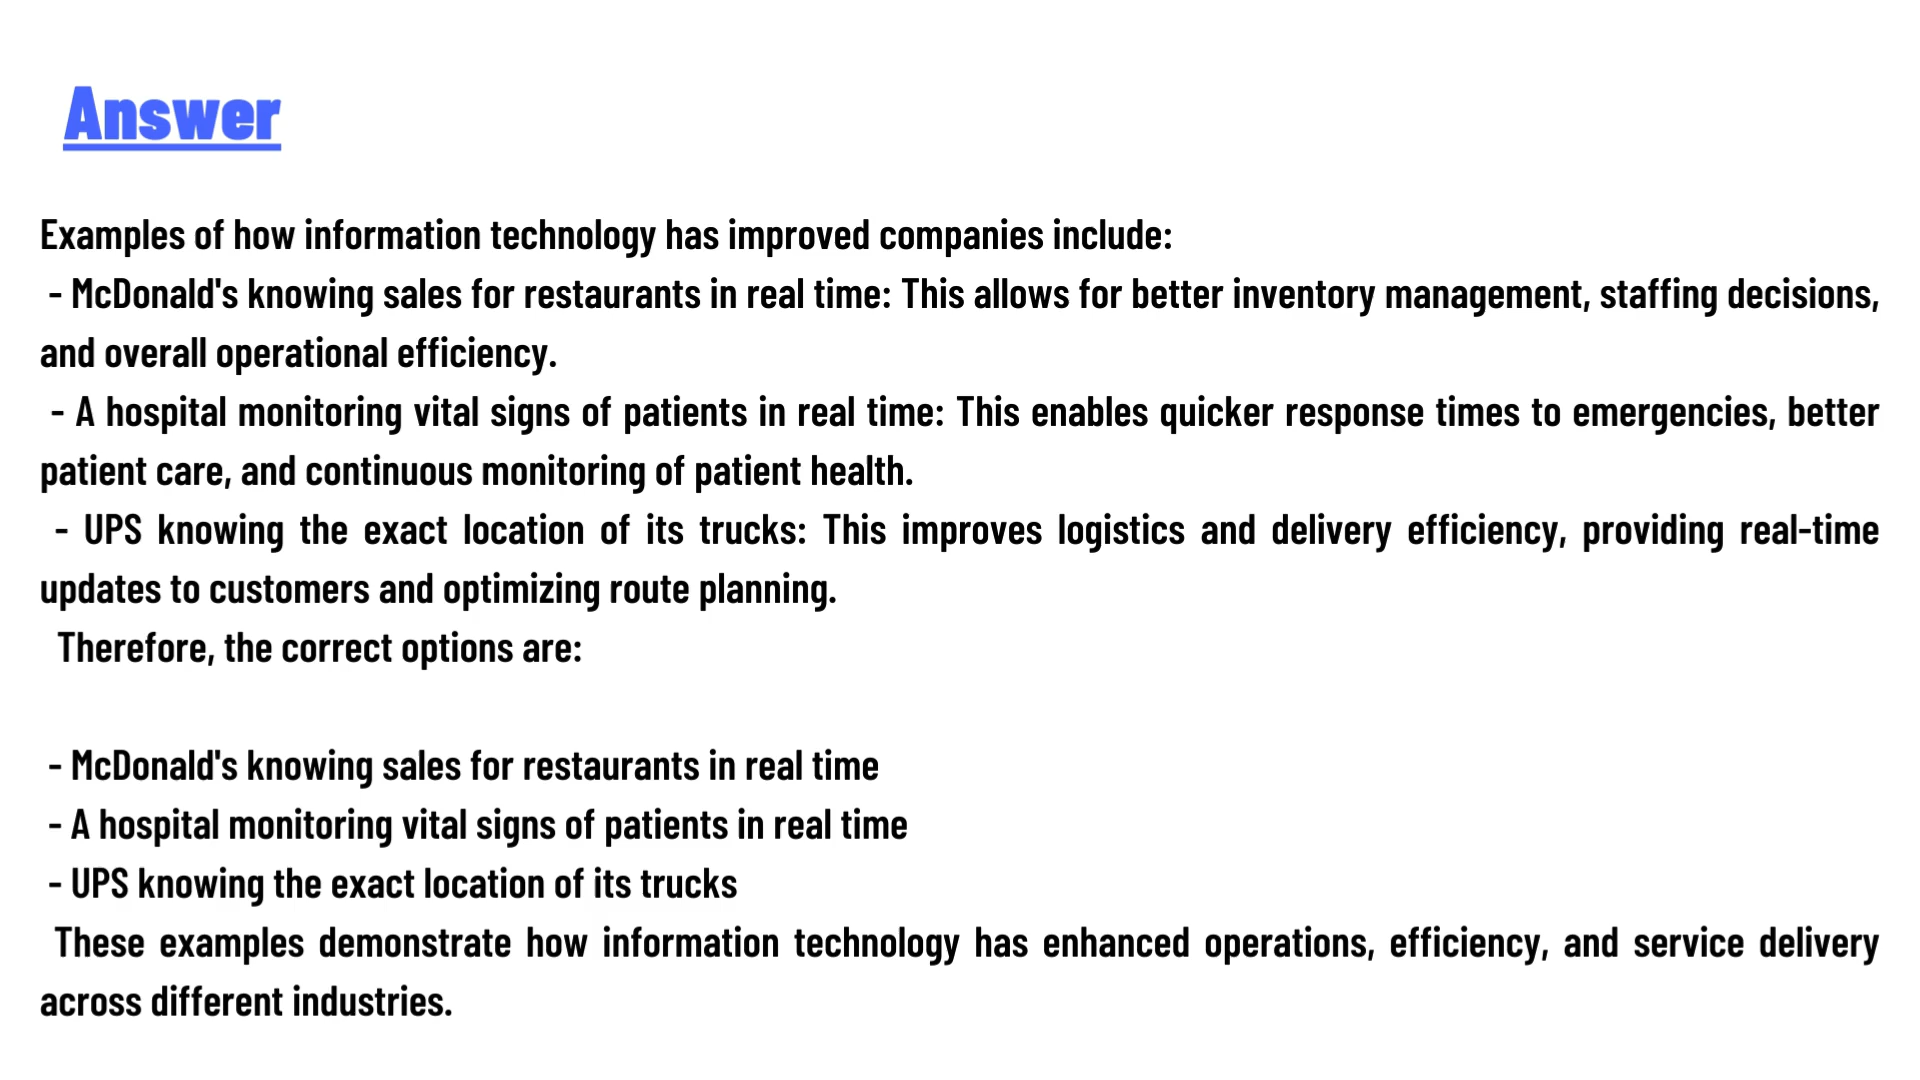 Answer
Examples of how information technology has improved companies include:
- McDonald's knowing sales for restaurants in real time: This allows for better inventory management, staffing decisions,
and overall operational efficiency.
- A hospital monitoring vital signs of patients in real time: This enables quicker response times to emergencies, better
patient care, and continuous monitoring of patient health.
- UPS knowing the exact location of its trucks: This improves logistics and delivery efficiency, providing real-time
updates to customers and optimizing route planning.
Therefore, the correct options are:
- McDonald's knowing sales for restaurants in real time
- A hospital monitoring vital signs of patients in real time
- UPS knowing the exact location of its trucks
These examples demonstrate how information technology has enhanced operations, efficiency, and service delivery
across different industries.